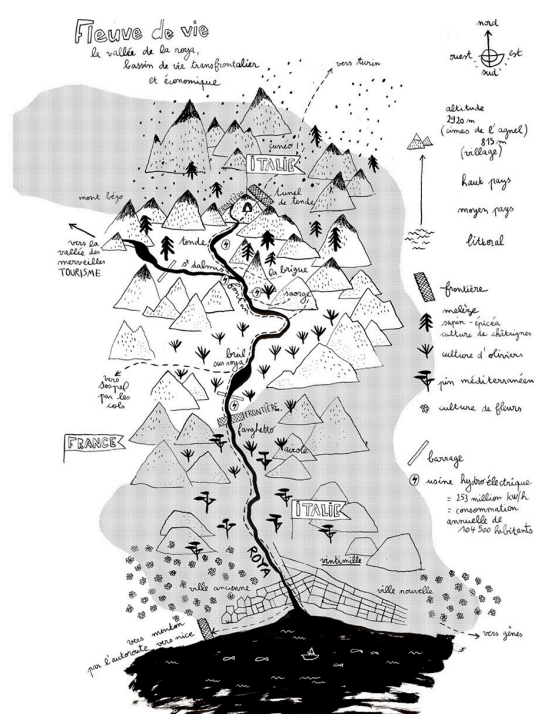 Fleuve de vie
la vallée de la roya,
bassin de vie transfrontalier
et économique
vers turin
nord
ouest
est
sud
altitude
2920 m
(cimes de l'agnel)
815 m
(village)
haut pays
moyen pays
littoral
cuneo
ITALIE
tunel
de tende
mont bégo
tende
vers la
vallée des
merveilles
TOURISME
st dalmas
la brigue
saorge
breil
sur roya
vers
sospel
par les
cols
FRONTIÈRE
fanghetto
airole
FRANCE
ITALIE
ROYA
vintimille
ville ancienne
ville nouvelle
vers menton
par l'autoroute vers nice
vers gênes
frontière
melèze
sapin - epicéa
culture de chataignes
culture d'oliviers
pin méditerranéen
culture de fleurs
barrage
usine hydroélectrique
= 253 million kW/h
= consommation
annuelle de
104 500 habitants